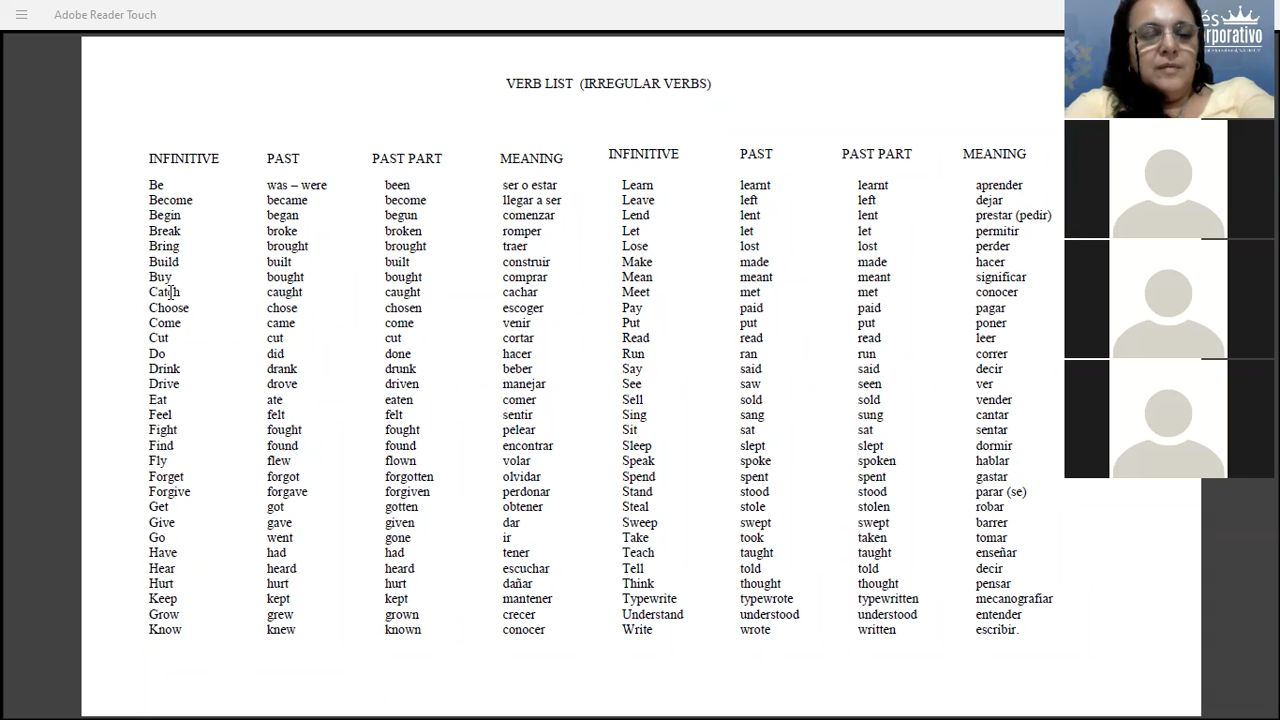 Adobe Reader Touch
és
rporativo
VERB LIST (IRREGULAR VERBS)
INFINITIVE PAST PAST PART MEANING INFINITIVE PAST PAST PART MEANING
Be was – were been ser o estar Learn learnt learnt aprender
Become became become llegar a ser Leave left left dejar
Begin began begun comenzar Lend lent lent prestar (pedir)
Break broke broken romper Let let let permitir
Bring brought brought traer Lose lost lost perder
Build built built construir Make made made hacer
Buy bought bought comprar Mean meant meant significar
Catch caught caught cachar Meet met met conocer
Choose chose chosen escoger Pay paid paid pagar
Come came come venir Put put put poner
Cut cut cut cortar Read read read leer
Do did done hacer Run ran run correr
Drink drank drunk beber Say said said decir
Drive drove driven manejar See saw seen ver
Eat ate eaten comer Sell sold sold vender
Feel felt felt sentir Sing sang sung cantar
Fight fought fought pelear Sit sat sat sentar
Find found found encontrar Sleep slept slept dormir
Fly flew flown volar Speak spoke spoken hablar
Forget forgot forgotten olvidar Spend spent spent gastar
Forgive forgave forgiven perdonar Stand stood stood parar (se)
Get got gotten obtener Steal stole stolen robar
Give gave given dar Sweep swept swept barrer
Go went gone ir Take took taken tomar
Have had had tener Teach taught taught enseñar
Hear heard heard escuchar Tell told told decir
Hurt hurt hurt dañar Think thought thought pensar
Keep kept kept mantener Typewrite typewrote typewritten mecanografiar
Grow grew grown crecer Understand understood understood entender
Know knew known conocer Write wrote written escribir.